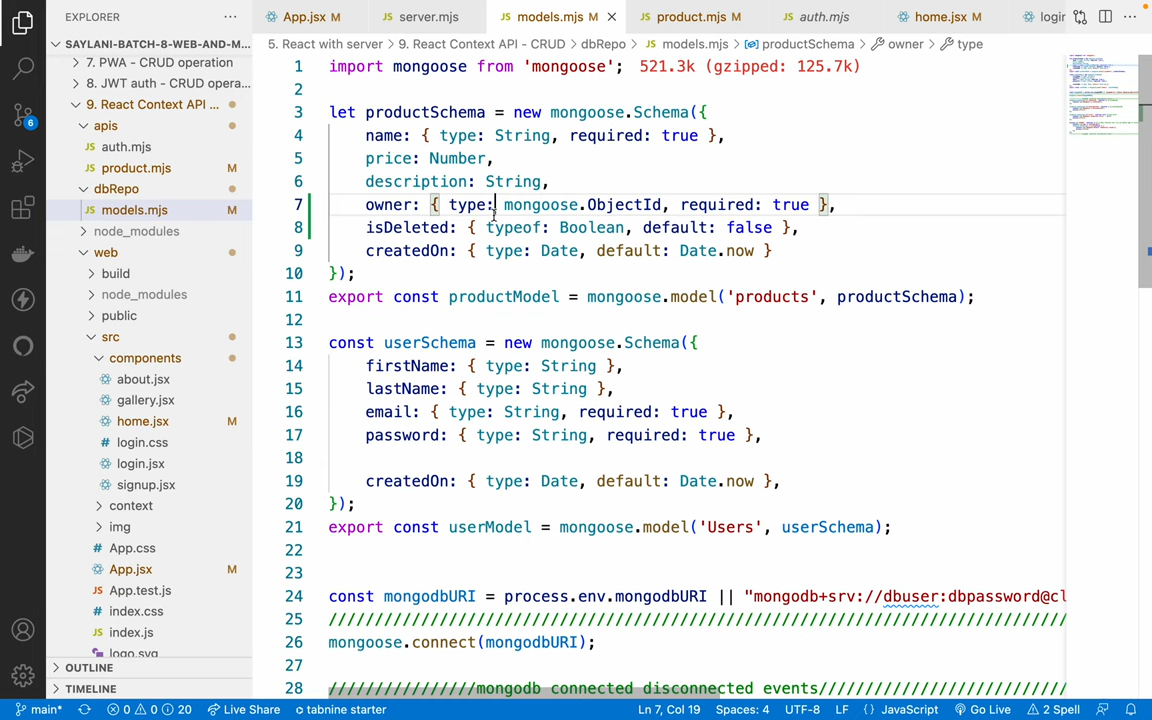 EXPLORER
App.jsx M
server.mjs
models.mjs M
product.mjs M
auth.mjs
home.jsx M
login
SAYLANI-BATCH-8-WEB-AND-M...
5. React with server > 9. React Context API - CRUD > dbRepo > JS models.mjs > productSchema > owner > type
7. PWA - CRUD operation
8. JWT auth - CRUD opera...
9. React Context API ...
apis
JS auth.mjs
JS product.mjs M
dbRepo
JS models.mjs M
node_modules
web
build
node_modules
public
src
components
about.jsx
gallery.jsx
home.jsx M
# login.css
login.jsx
signup.jsx
context
img
# App.css
App.jsx M
JS App.test.js
# index.css
JS index.js
logo.svg
OUTLINE
TIMELINE
6
1 import mongoose from 'mongoose'; 521.3k (gzipped: 125.7k)
2
3 let productSchema = new mongoose.Schema({
4 name: { type: String, required: true },
5 price: Number,
6 description: String,
7 owner: { type: mongoose.ObjectId, required: true },
8 isDeleted: { typeof: Boolean, default: false },
9 createdOn: { type: Date, default: Date.now }
10 });
11 export const productModel = mongoose.model('products', productSchema);
12
13 const userSchema = new mongoose.Schema({
14 firstName: { type: String },
15 lastName: { type: String },
16 email: { type: String, required: true },
17 password: { type: String, required: true },
18
19 createdOn: { type: Date, default: Date.now },
20 });
21 export const userModel = mongoose.model('Users', userSchema);
22
23
24 const mongodbURI = process.env.mongodbURI || "mongodb+srv://dbuser:dbpassword@cl
25 ////////////////////////////////////////////////////////////////////////////////
26 mongoose.connect(mongodbURI);
27
28 ////////////////mongodb connected disconnected events///////////////////////////
main* 0 0 20 Live Share tabnine starter Ln 7, Col 19 Spaces: 4 UTF-8 LF {} JavaScript Go Live 2 Spell